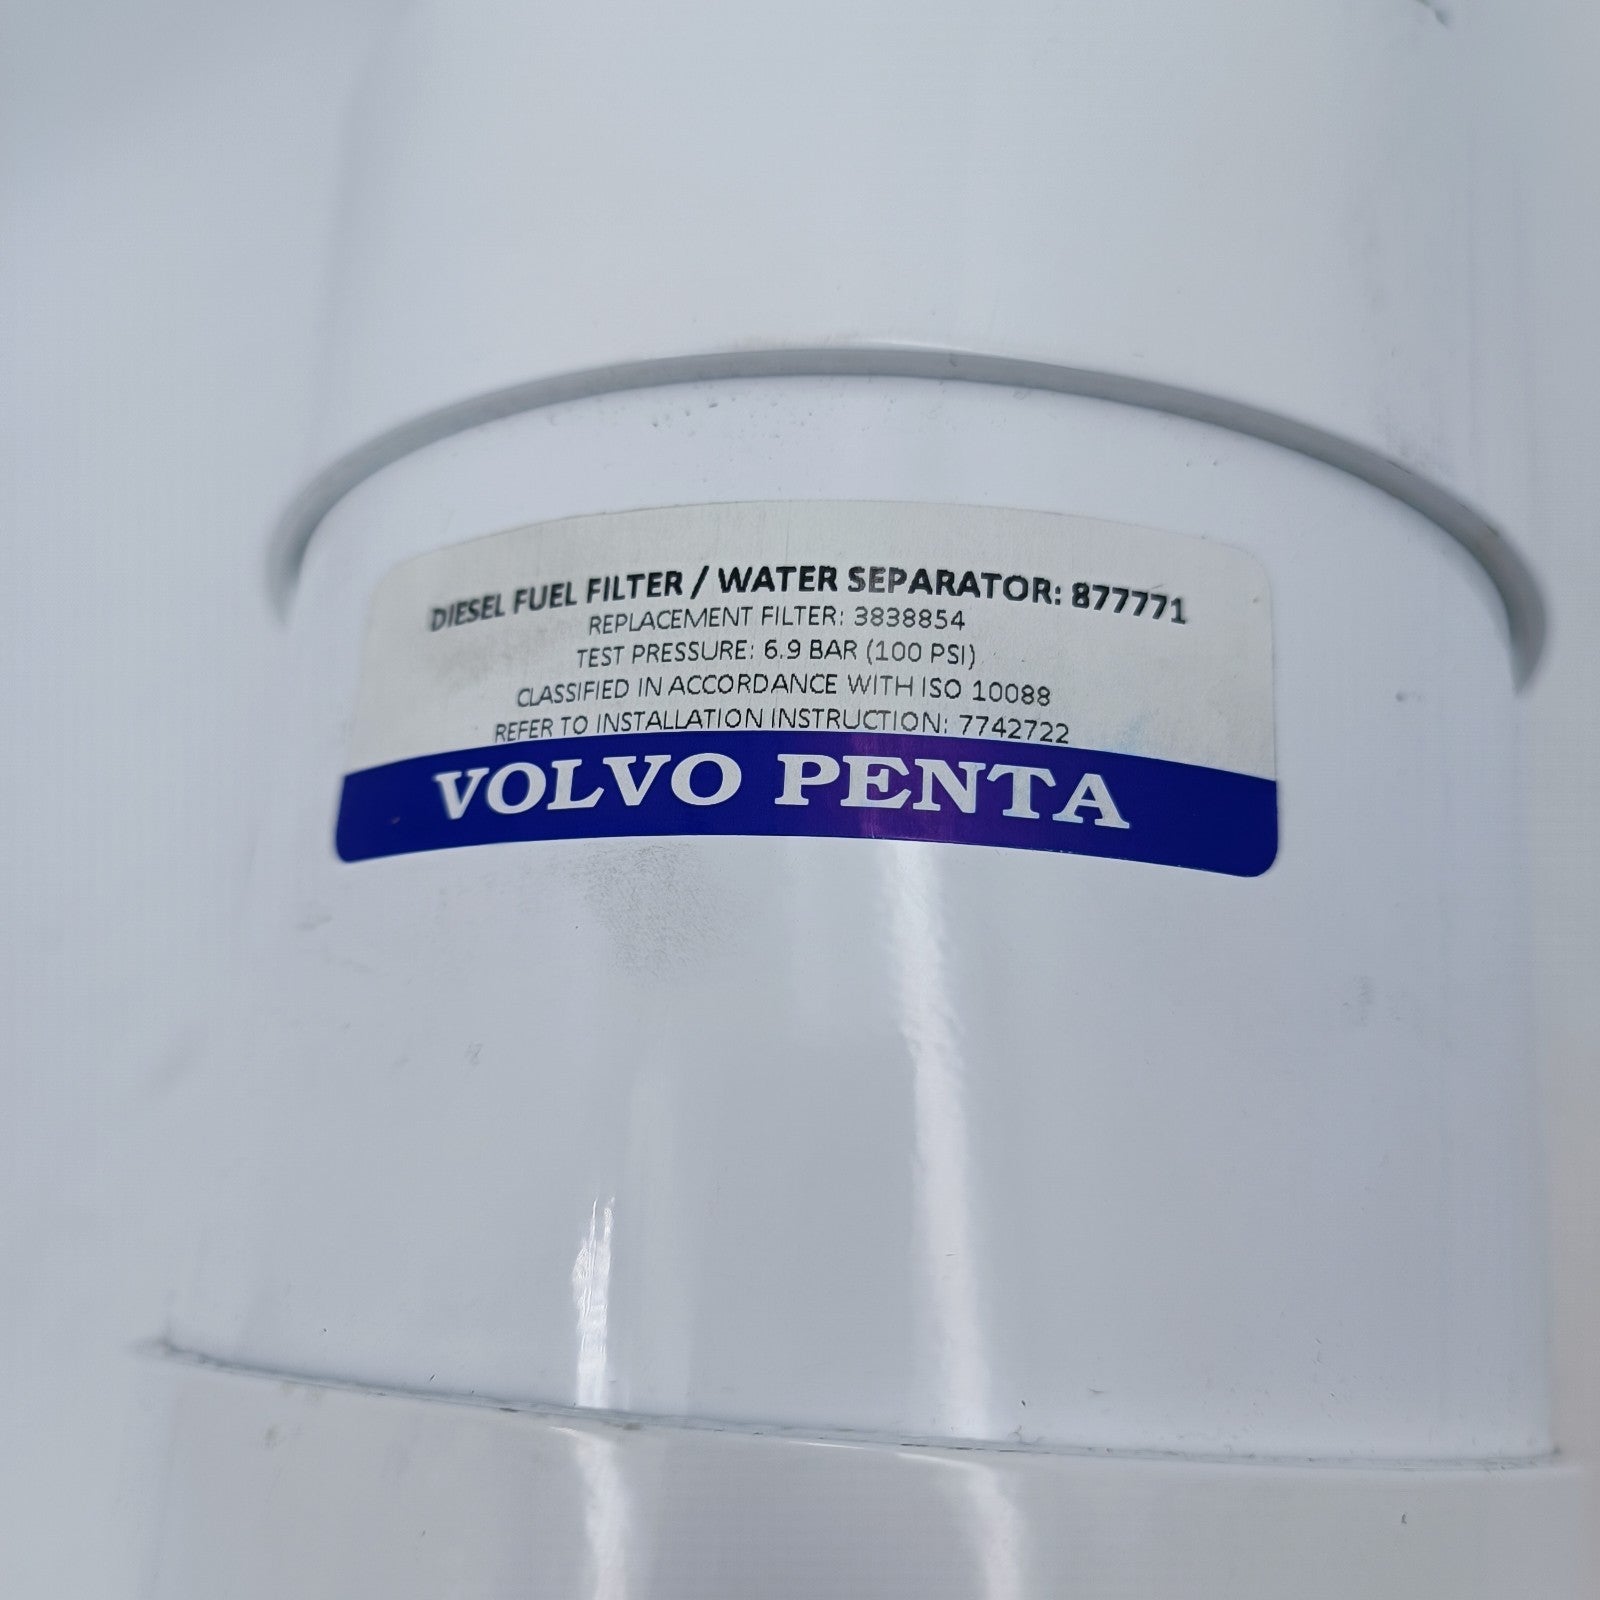 DIESEL FUEL FILTER / WATER SEPARATOR: 877771
REPLACEMENT FILTER: 3838854
TEST PRESSURE: 6.9 BAR (100 PSI)
CLASSIFIED IN ACCORDANCE WITH ISO 10088
REFER TO INSTALLATION INSTRUCTION: 7742722
VOLVO PENTA